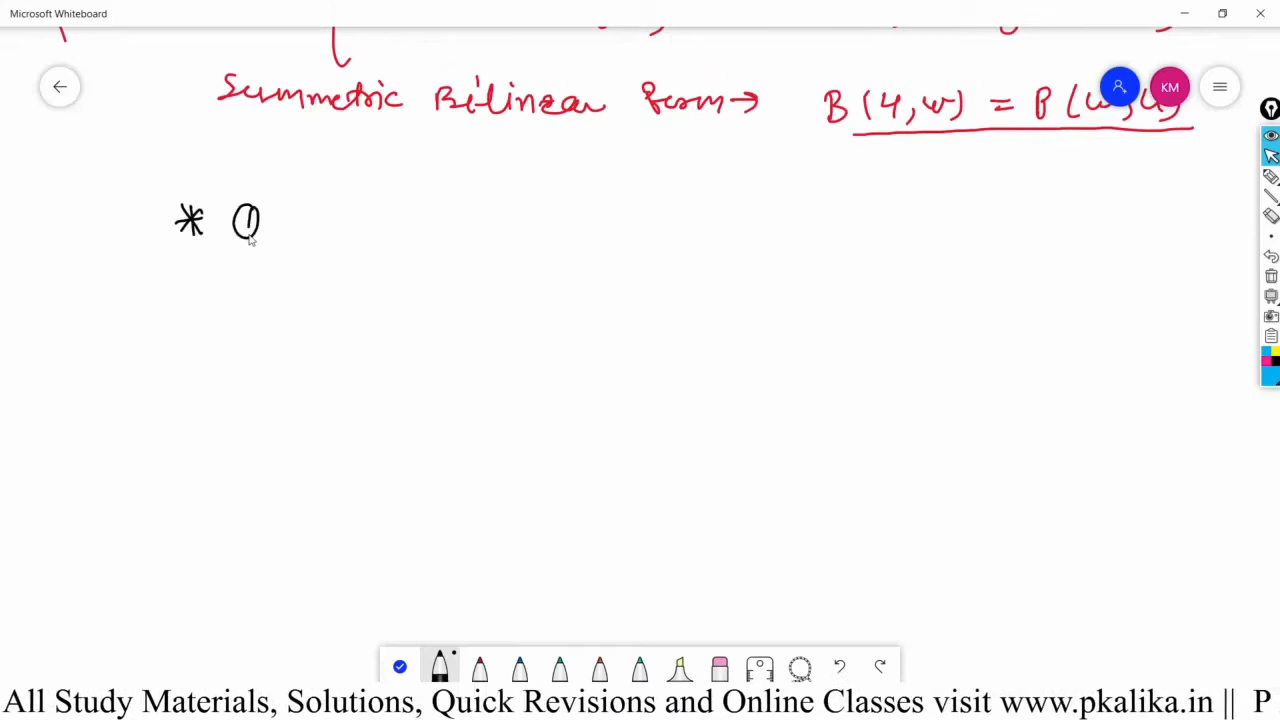 Microsoft Whiteboard
Symmetric Bilinear form → B(u,w) = B(w,u)
KM
* ①
All Study Materials, Solutions, Quick Revisions and Online Classes visit www.pkalika.in || P